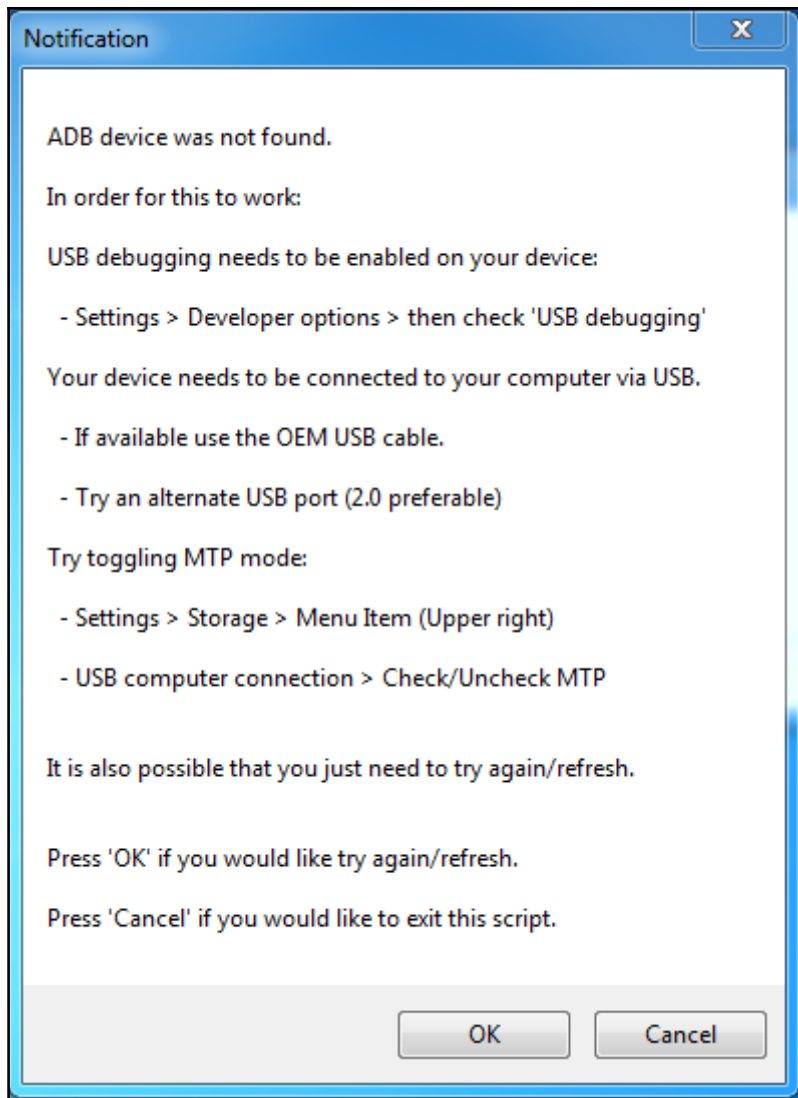 Notification
X
ADB device was not found.
In order for this to work:
USB debugging needs to be enabled on your device:
- Settings > Developer options > then check 'USB debugging'
Your device needs to be connected to your computer via USB.
- If available use the OEM USB cable.
- Try an alternate USB port (2.0 preferable)
Try toggling MTP mode:
- Settings > Storage > Menu Item (Upper right)
- USB computer connection > Check/Uncheck MTP
It is also possible that you just need to try again/refresh.
Press 'OK' if you would like try again/refresh.
Press 'Cancel' if you would like to exit this script.
OK
Cancel